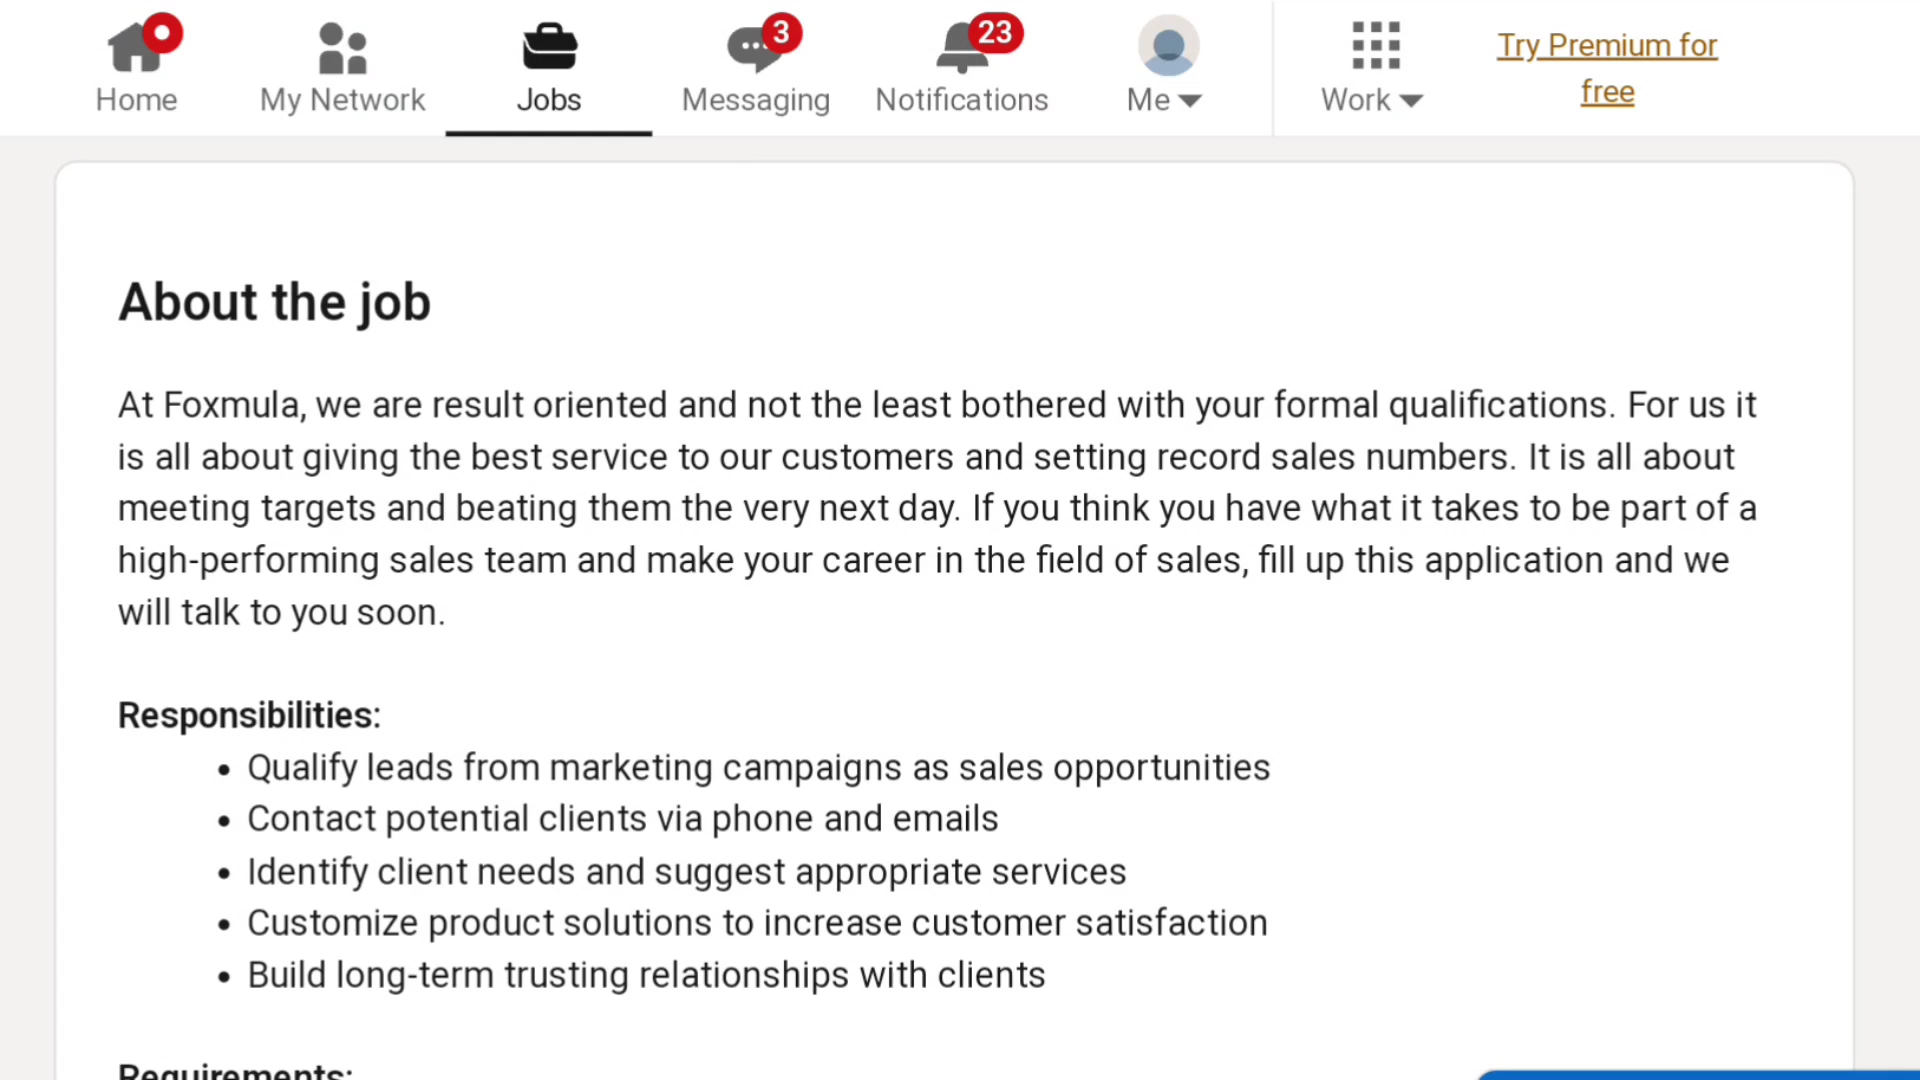 3
23
Home
My Network
Jobs
Messaging
Notifications
Me
Work
Try Premium for
free
About the job
At Foxmula, we are result oriented and not the least bothered with your formal qualifications. For us it
is all about giving the best service to our customers and setting record sales numbers. It is all about
meeting targets and beating them the very next day. If you think you have what it takes to be part of a
high-performing sales team and make your career in the field of sales, fill up this application and we
will talk to you soon.
Responsibilities:
• Qualify leads from marketing campaigns as sales opportunities
• Contact potential clients via phone and emails
• Identify client needs and suggest appropriate services
• Customize product solutions to increase customer satisfaction
• Build long-term trusting relationships with clients
Requirements: